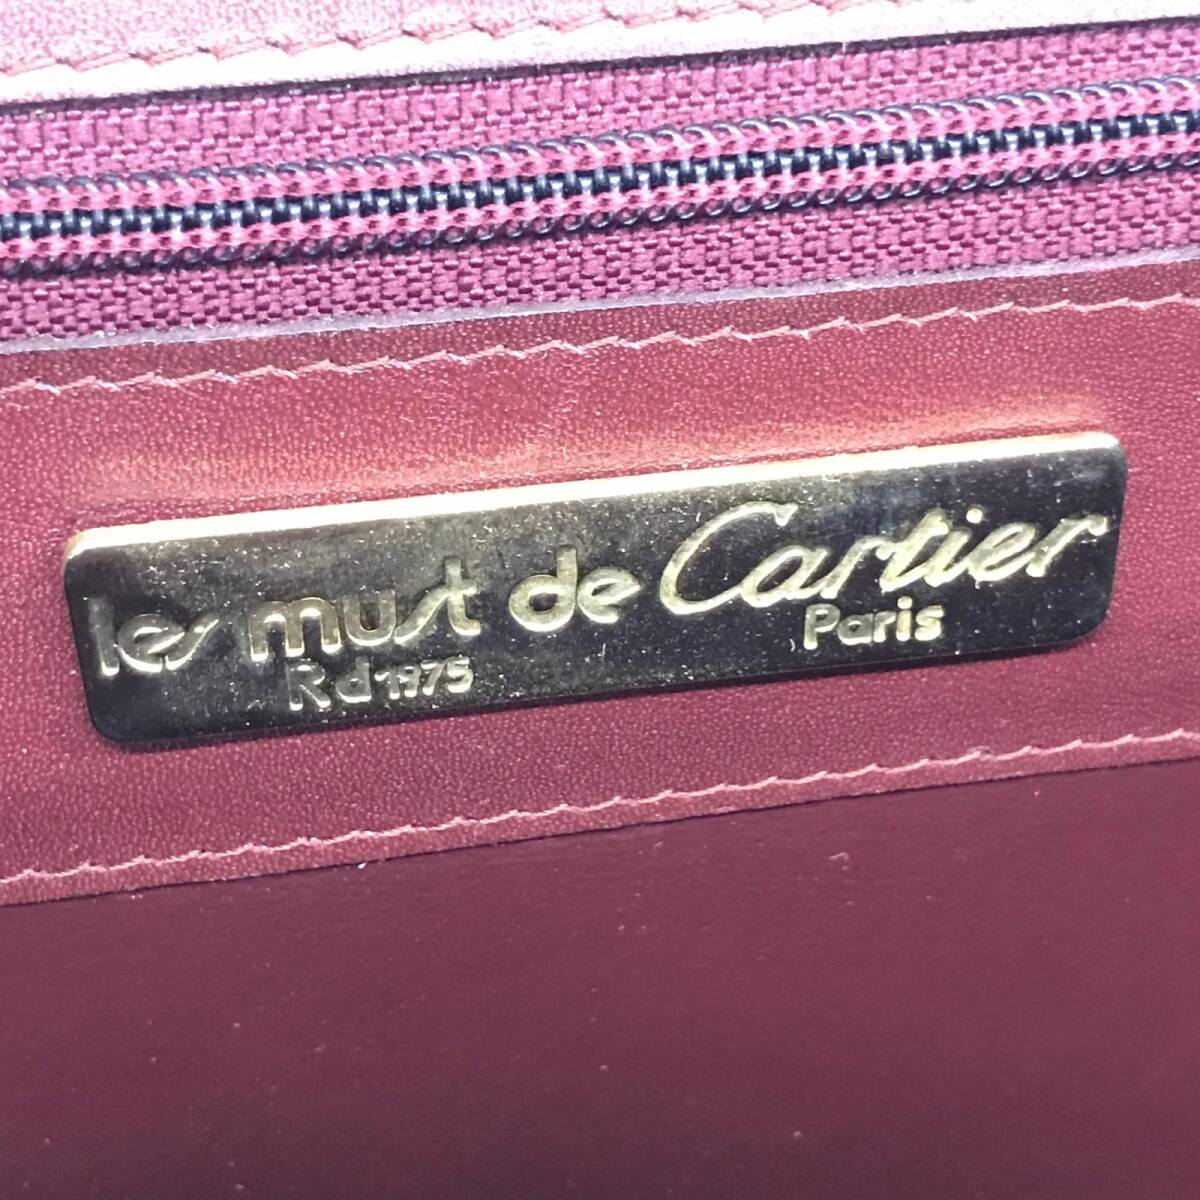 les must de Cartier
Paris
Rd 1975